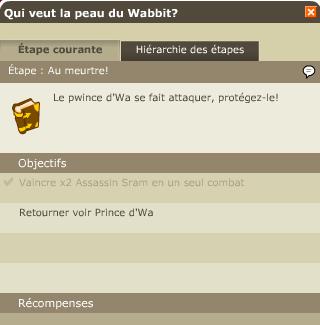 Qui veut la peau du Wabbit?
Étape courante
Hiérarchie des étapes
Étape : Au meurtre!
Le pwince d'Wa se fait attaquer, protégez-le!
Objectifs
Vaincre x2 Assassin Sram en un seul combat
Retourner voir Prince d'Wa
Récompenses